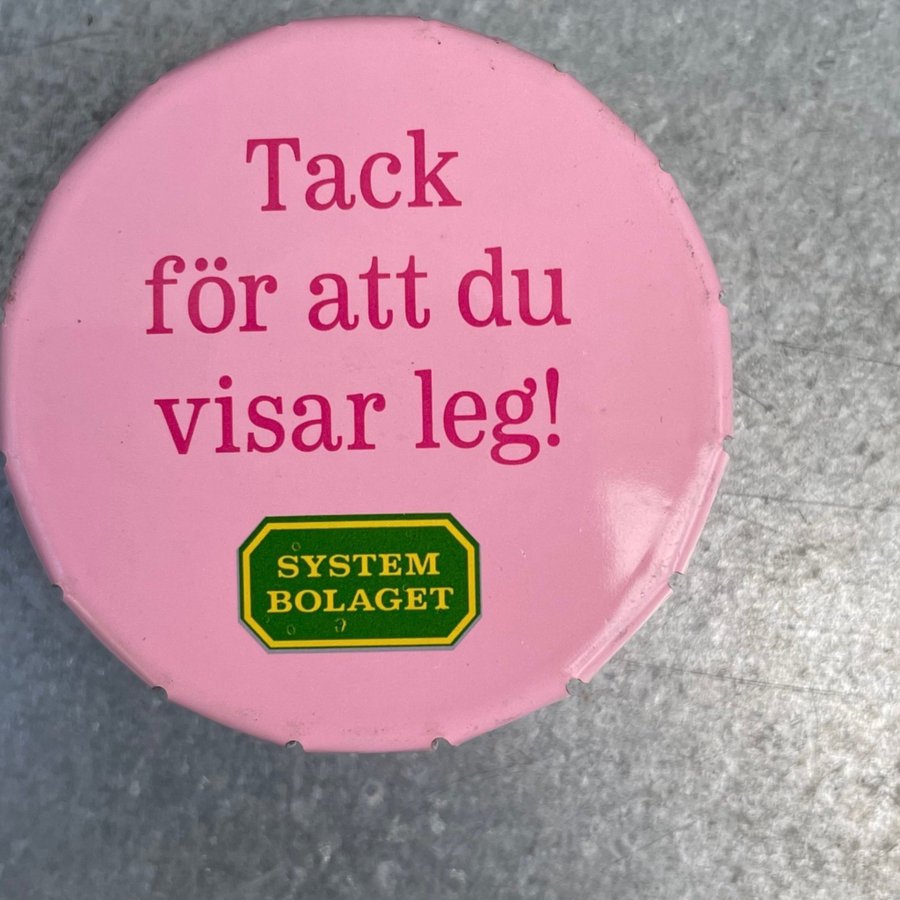 Tack
för att du
visar leg!
SYSTEM
BOLAGET